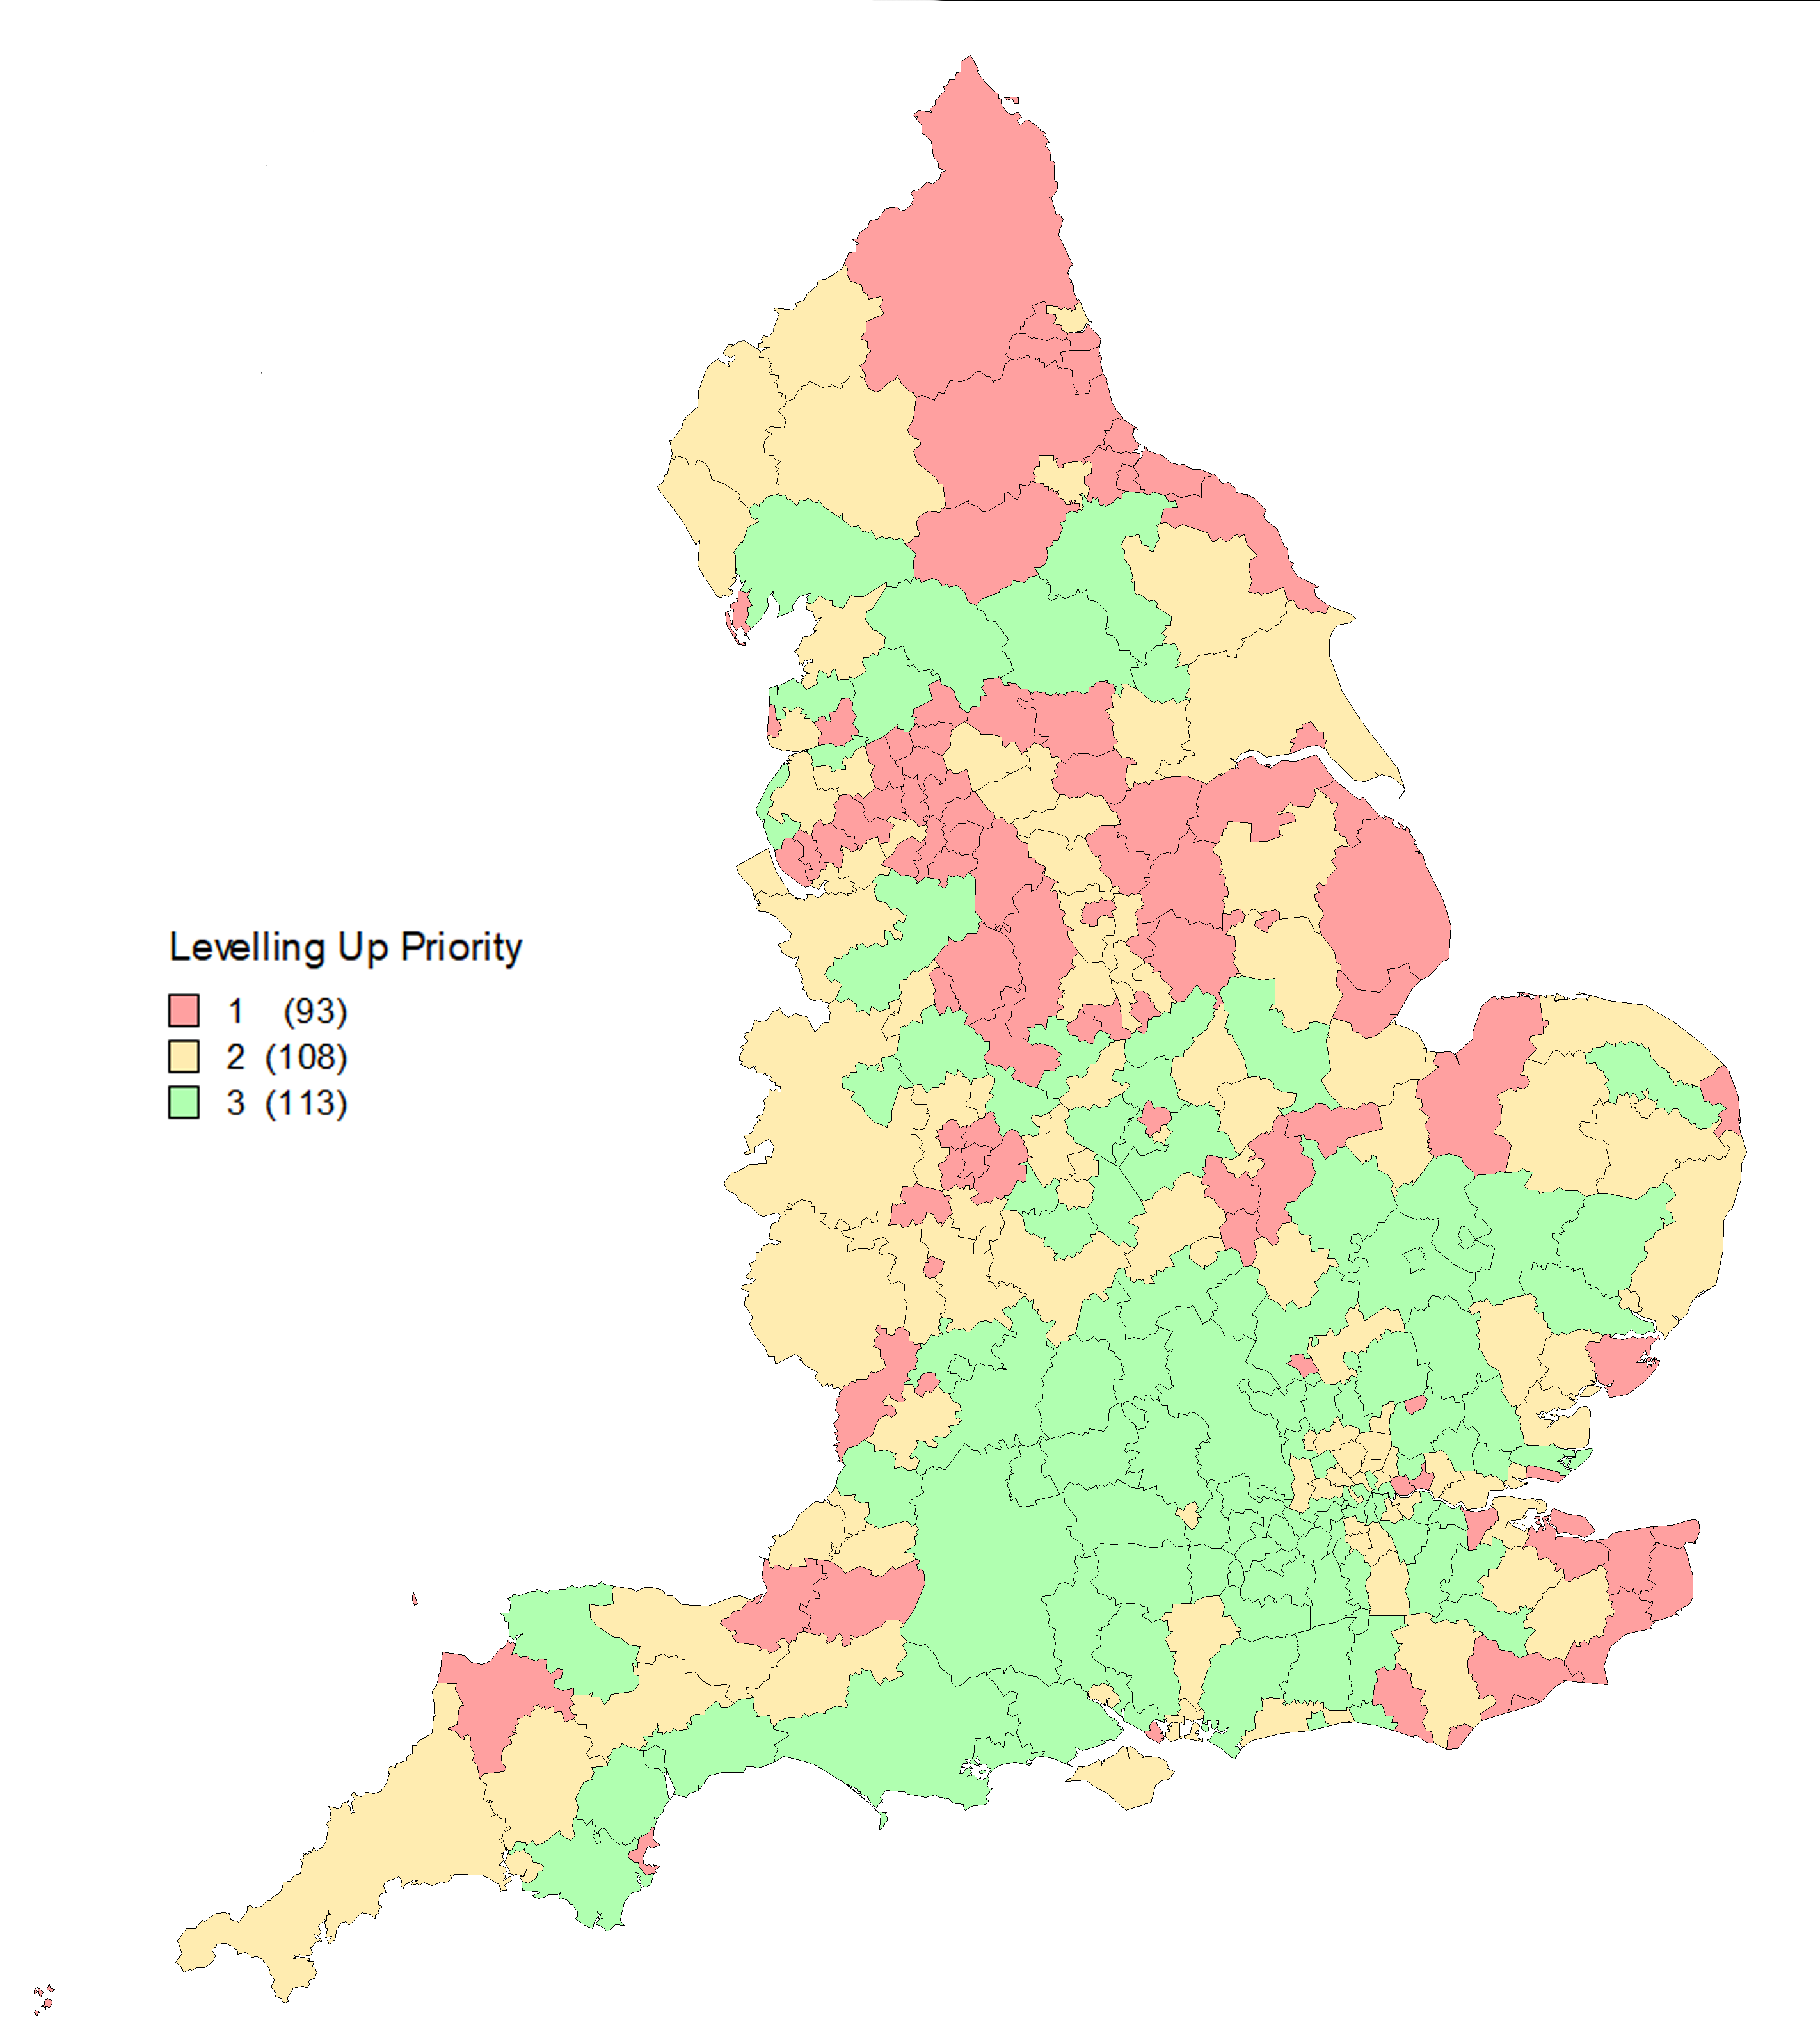 Levelling Up Priority
1 (93)
2 (108)
3 (113)